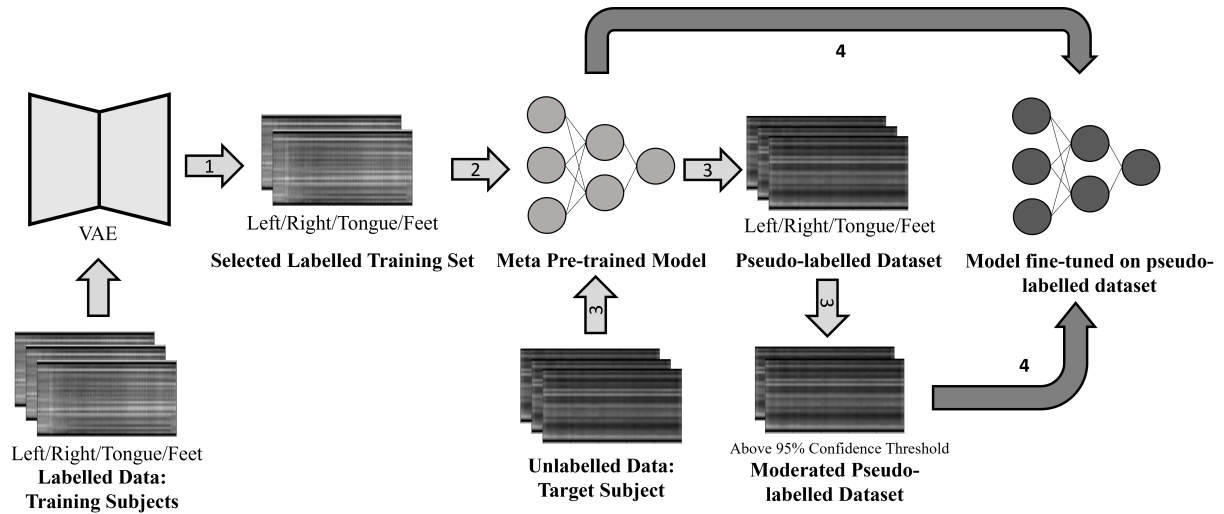 4
VAE
1
Left/Right/Tongue/Feet
Selected Labelled Training Set
2
Meta Pre-trained Model
3
Left/Right/Tongue/Feet
Pseudo-labelled Dataset
Model fine-tuned on pseudo-
labelled dataset
Left/Right/Tongue/Feet
Labelled Data:
Training Subjects
3
Unlabelled Data:
Target Subject
3
Above 95% Confidence Threshold
Moderated Pseudo-
labelled Dataset
4